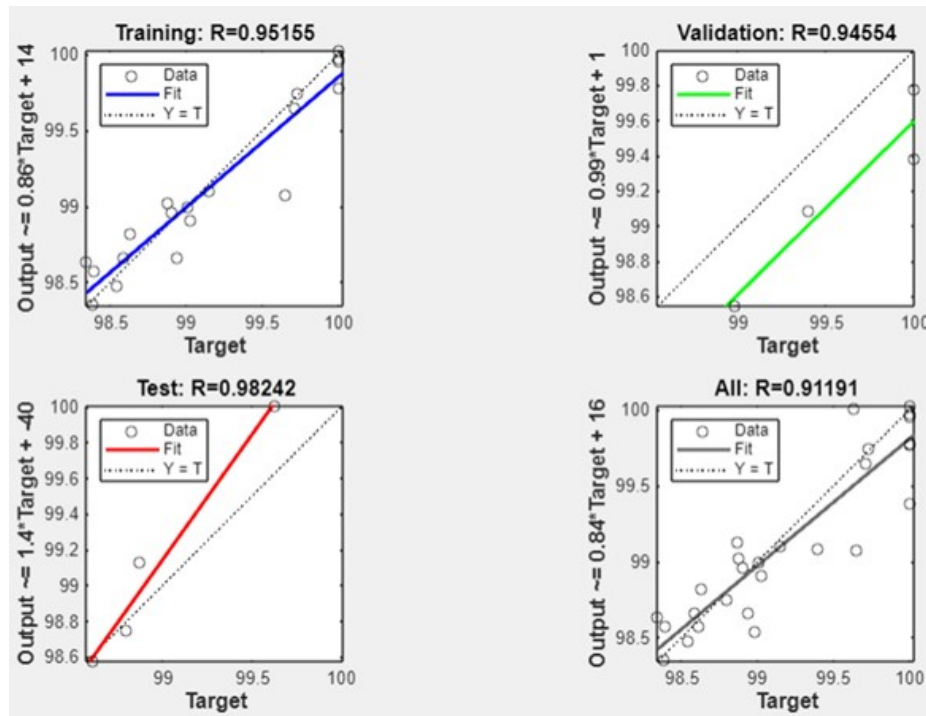 Training: R=0.95155
Output ~= 0.86*Target + 14
100
99.5
99
98.5
Data
Fit
Y = T
98.5
99
99.5
100
Target
Validation: R=0.94554
Output ~= 0.99*Target + 1
100
99.8
99.6
99.4
99.2
99
98.8
98.6
Data
Fit
Y = T
99
99.5
100
Target
Test: R=0.98242
Output ~= 1.4*Target + -40
100
99.8
99.6
99.4
99.2
99
98.8
98.6
Data
Fit
Y = T
99
99.5
100
Target
All: R=0.91191
Output ~= 0.84*Target + 16
100
99.5
99
98.5
Data
Fit
Y = T
98.5
99
99.5
100
Target